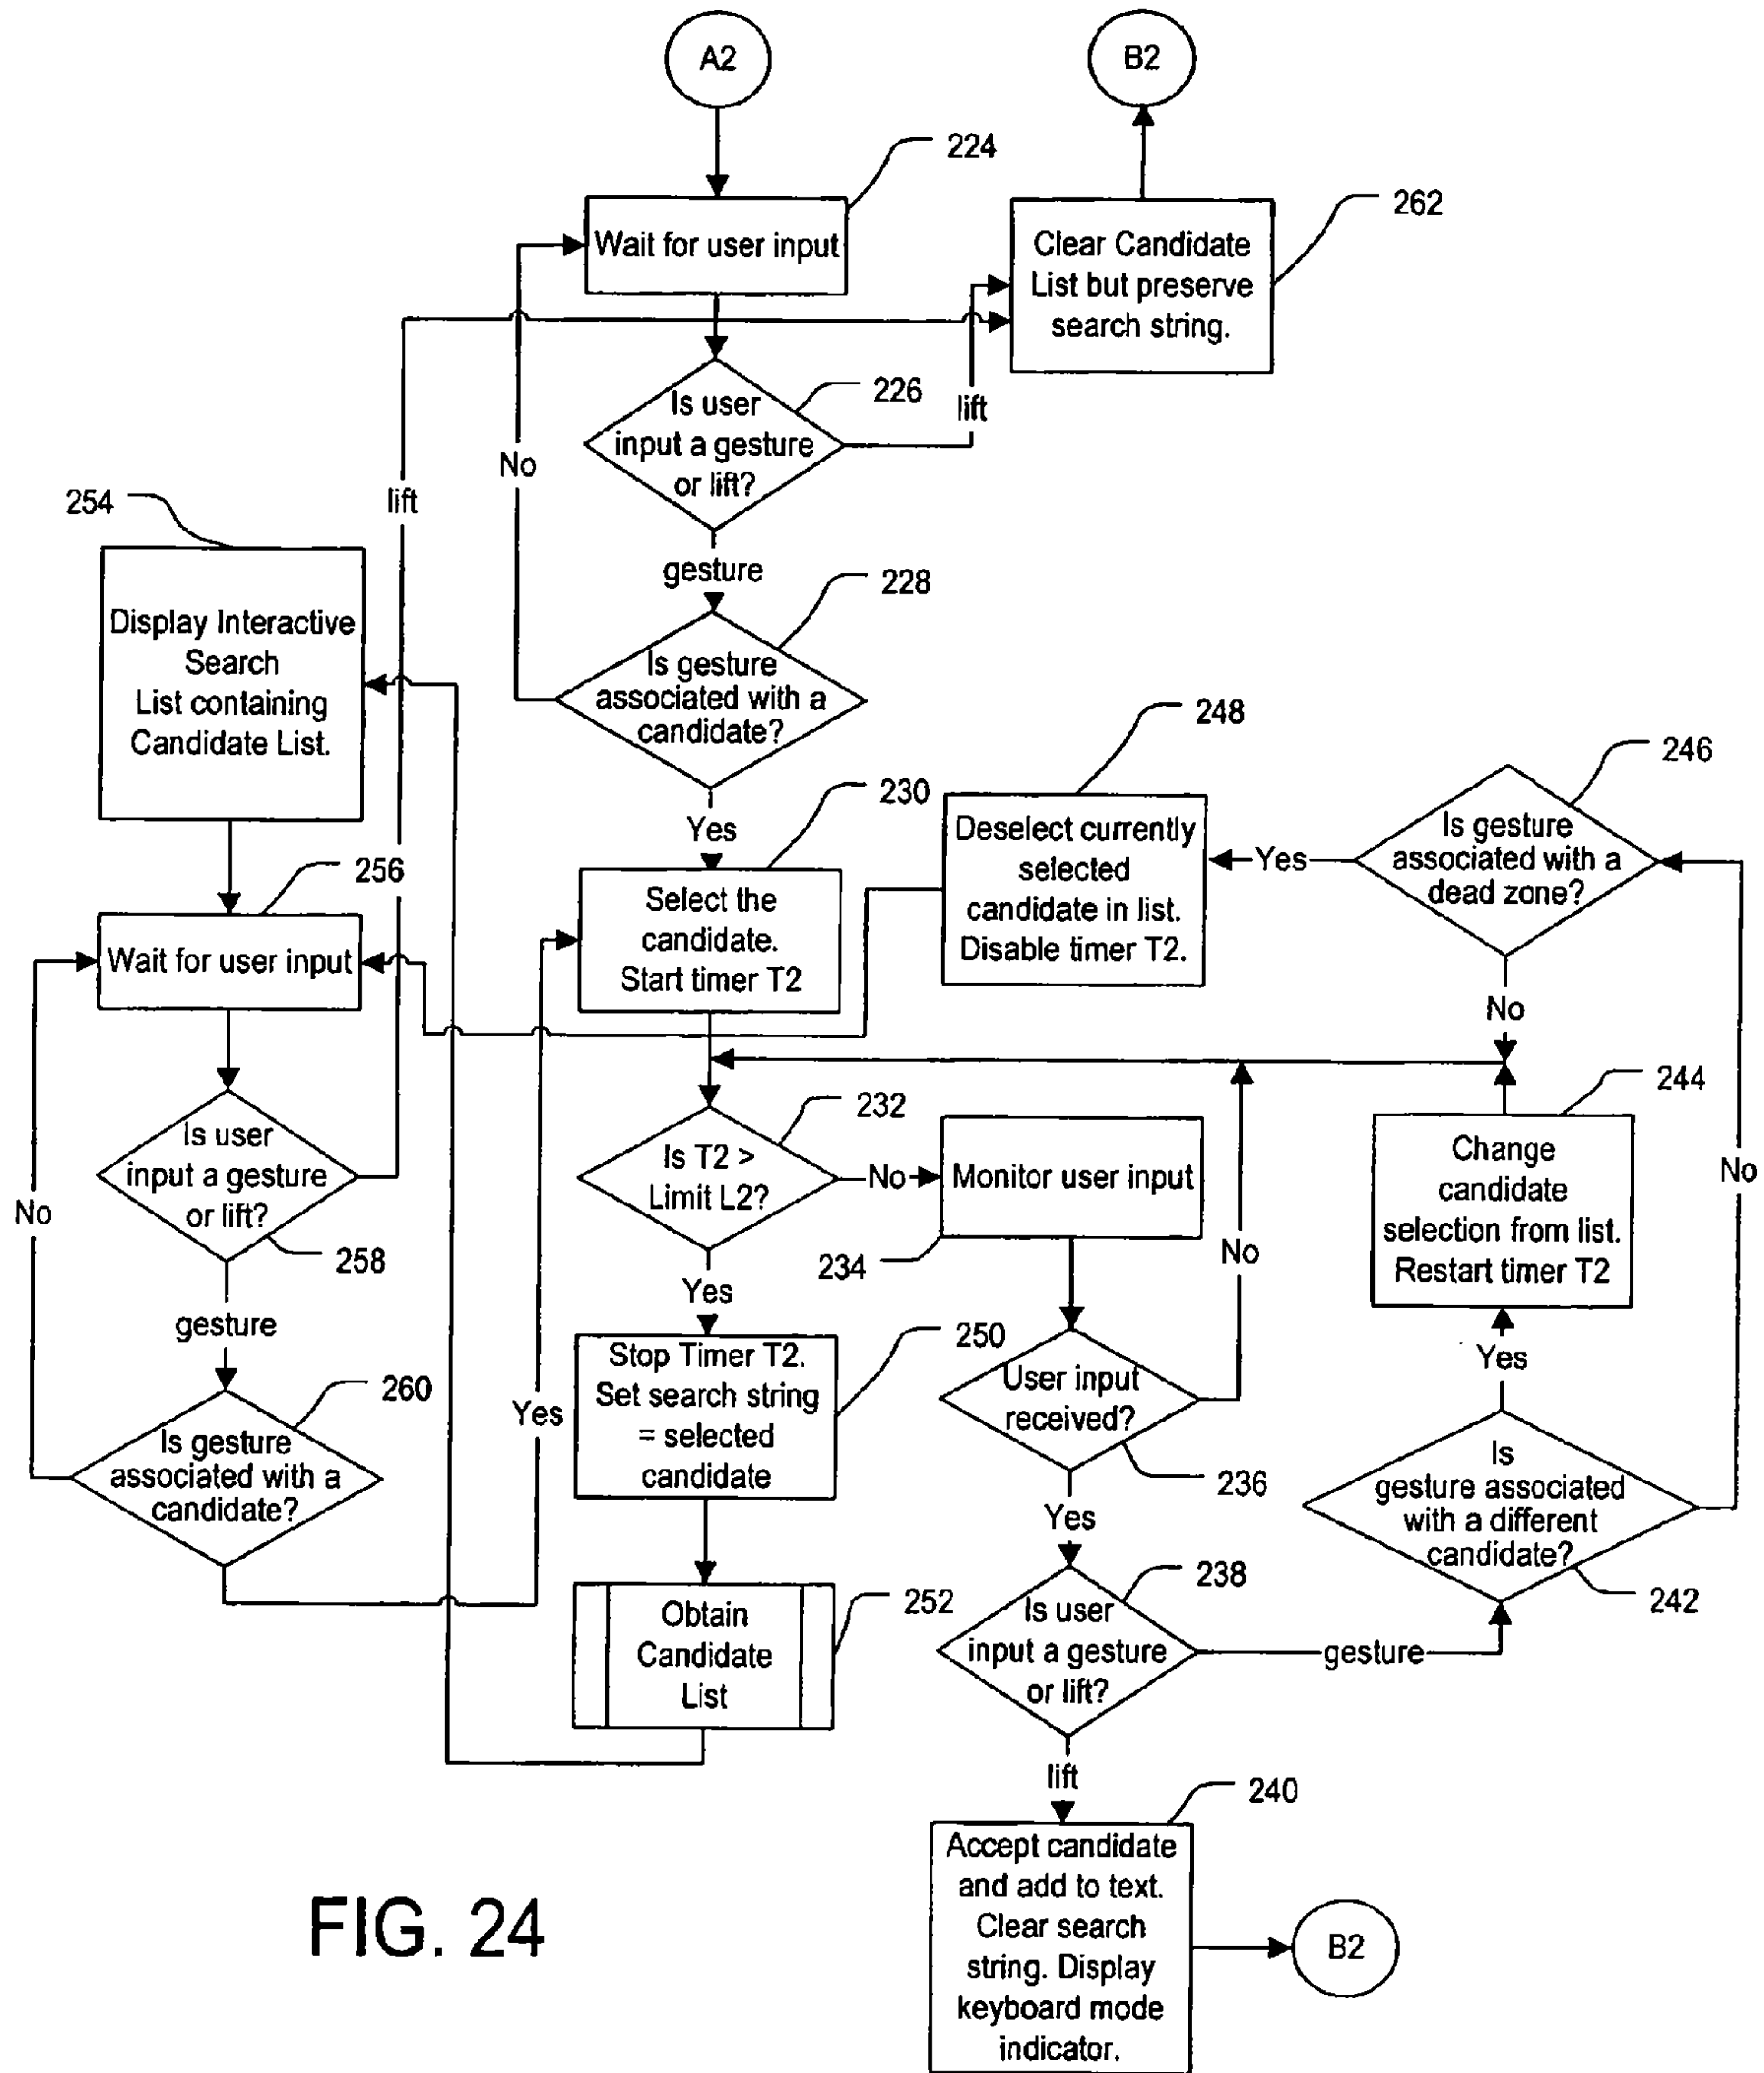 A2
B2
224
Wait for user input
262
Clear Candidate
List but preserve
search string.
226
Is user
input a gesture
or lift?
lift
No
lift
254
gesture
228
Display Interactive
Search
List containing
Candidate List.
Is gesture
associated with a
candidate?
248
246
230
Yes
Deselect currently
selected
candidate in list.
Disable timer T2.
Yes
Is gesture
associated with a
dead zone?
256
Select the
candidate.
Start timer T2
Wait for user input
No
244
232
Is user
input a gesture
or lift?
Is T2 >
Limit L2?
No
Monitor user input
Change
candidate
selection from list.
Restart timer T2
No
No
258
234
No
Yes
gesture
250
Stop Timer T2.
Set search string
= selected
candidate
User input
received?
Yes
260
Yes
Is gesture
associated with a
candidate?
236
Is
gesture associated
with a different
candidate?
Yes
238
252
Obtain
Candidate
List
Is user
input a gesture
or lift?
gesture
242
lift
240
Accept candidate
and add to text.
Clear search
string. Display
keyboard mode
indicator.
B2
FIG. 24